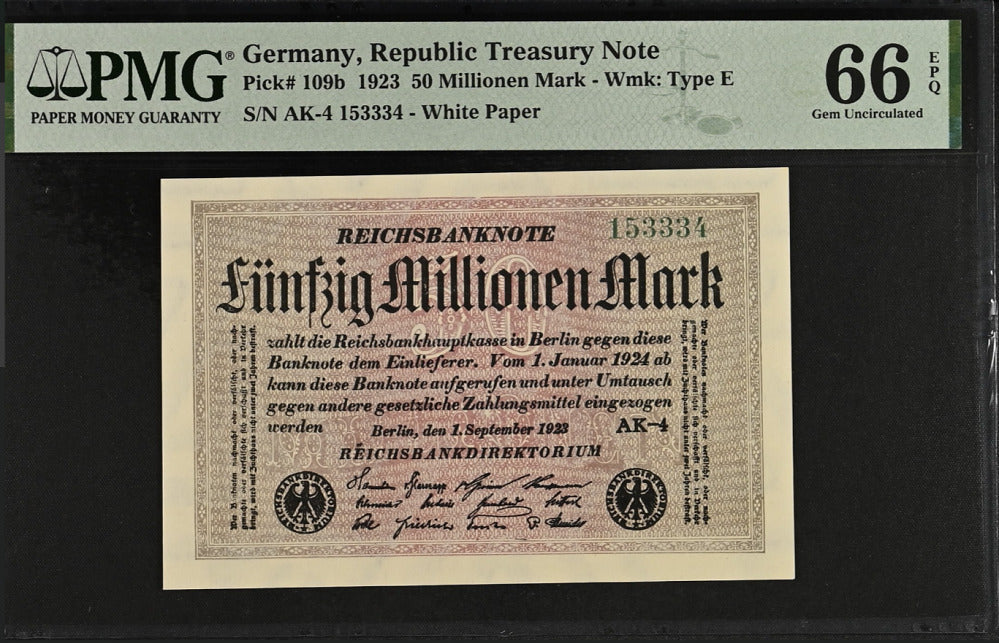 PMG®
PAPER MONEY GUARANTY
Germany, Republic Treasury Note
Pick# 109b 1923 50 Millionen Mark - Wmk: Type E
S/N AK-4 153334 - White Paper
66 EPQ
Gem Uncirculated
REICHSBANKNOTE 153334
Fünfzig Millionen Mark
zahlt die Reichsbankhauptkasse in Berlin gegen diese
Banknote dem Einlieferer. Vom 1. Januar 1924 ab
kann diese Banknote aufgerufen und unter Umtausch
gegen andere gesetzliche Zahlungsmittel eingezogen
werden Berlin, den 1. September 1923 AK-4
REICHSBANKDIREKTORIUM